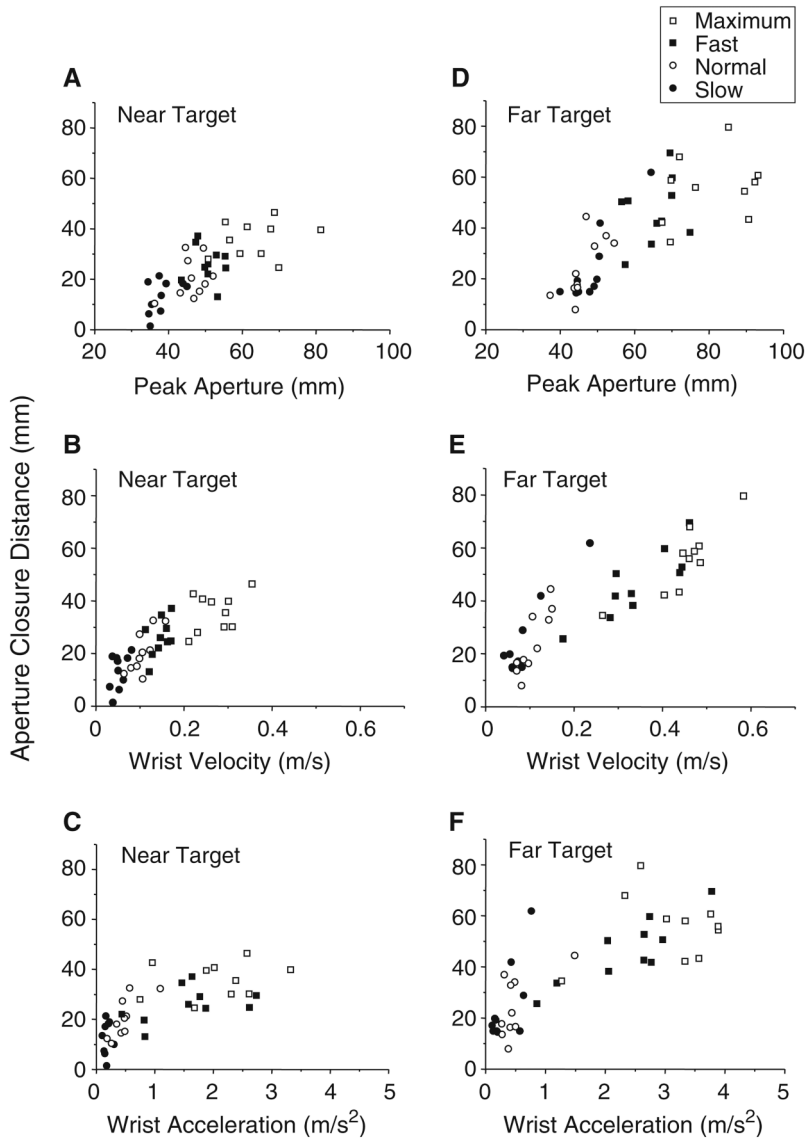 Maximum
Fast
Normal
Slow
A
Near Target
80
60
40
20
0
20 40 60 80 100
Peak Aperture (mm)
D
Far Target
80
60
40
20
0
20 40 60 80 100
Peak Aperture (mm)
Aperture Closure Distance (mm)
B
Near Target
80
60
40
20
0
0 0.2 0.4 0.6
Wrist Velocity (m/s)
E
Far Target
80
60
40
20
0
0 0.2 0.4 0.6
Wrist Velocity (m/s)
C
Near Target
80
60
40
20
0
0 1 2 3 4 5
Wrist Acceleration (m/s²)
F
Far Target
80
60
40
20
0
0 1 2 3 4 5
Wrist Acceleration (m/s²)